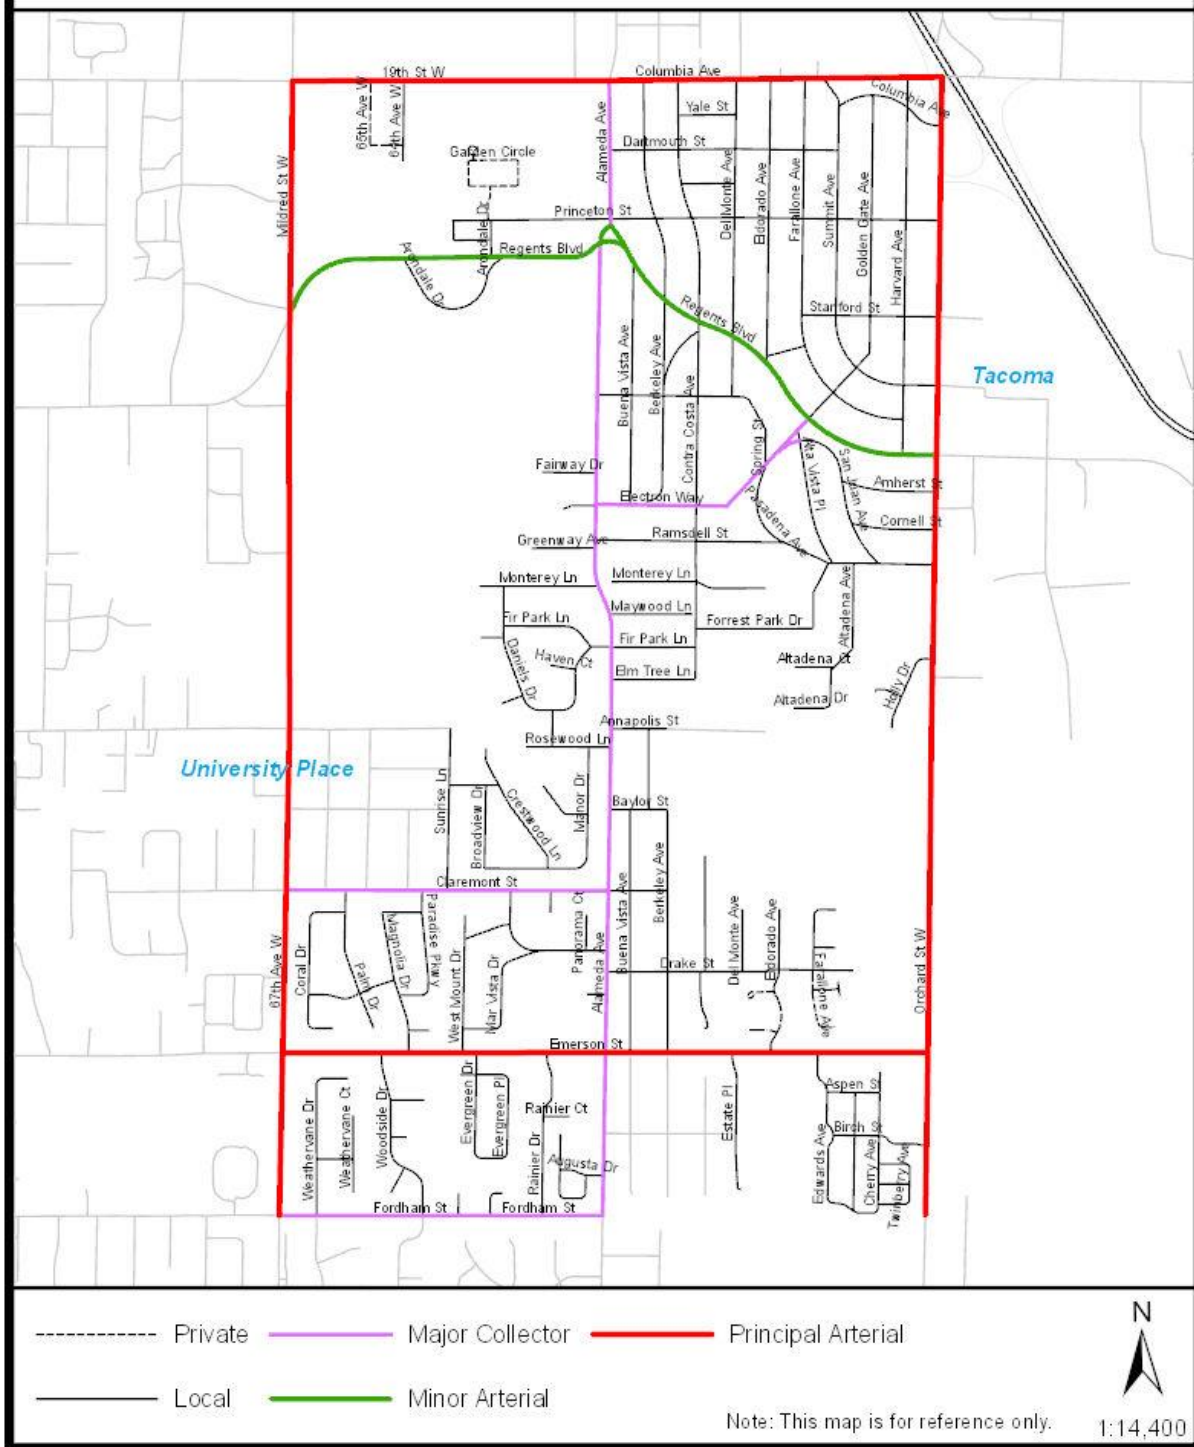 19th St W
Columbia Ave
65th Ave W
64th Ave W
Alameda Ave
Yale St
Columbia Ave
Mildred St W
Garden Circle
Dartmouth St
Del Monte Ave
Eldorado Ave
Farallone Ave
Summit Ave
Golden Gate Ave
Harvard Ave
Princeton St
Arondale Dr
Regents Blvd
Arondale Dr
Regents Blvd
Stanford St
Buena Vista Ave
Berkeley Ave
Contra Costa Ave
Tacoma
Spring St
Alta Vista Pl
San Juan Ave
Fairway Dr
Amherst St
Electron Way
Pasadena Ave
Cornell St
Greenway Ave
Ramsdell St
Monterey Ln
Monterey Ln
Altadena Ave
Maywood Ln
Fir Park Ln
Forrest Park Dr
Fir Park Ln
Daniels Dr
Haven Ct
Elm Tree Ln
Altadena Ct
Altadena Dr
Holly Dr
Annapolis St
Rosewood Ln
University Place
Sunrise Ln
Broadview Dr
Crestwood Ln
Manor Dr
Baylor St
Berkeley Ave
Claremont St
Buena Vista Ave
67th Ave W
Coral Dr
Palm Dr
Magnolia Dr
Paradise Pkwy
West Mount Dr
Mar Vista Dr
Panorama Ct
Alameda Ave
Drake St
Del Monte Ave
Eldorado Ave
Farallone Ave
Orchard St W
Emerson St
Weathervane Dr
Weathervane Ct
Woodside Dr
Evergreen Dr
Evergreen Pl
Rainier Ct
Rainier Dr
Augusta Dr
Estate Pl
Aspen St
Birch St
Edwards Ave
Cherry Ave
Twinberry Ave
Fordham St
Fordham St
Private
Major Collector
Principal Arterial
N
Local
Minor Arterial
Note: This map is for reference only.
1:14,400